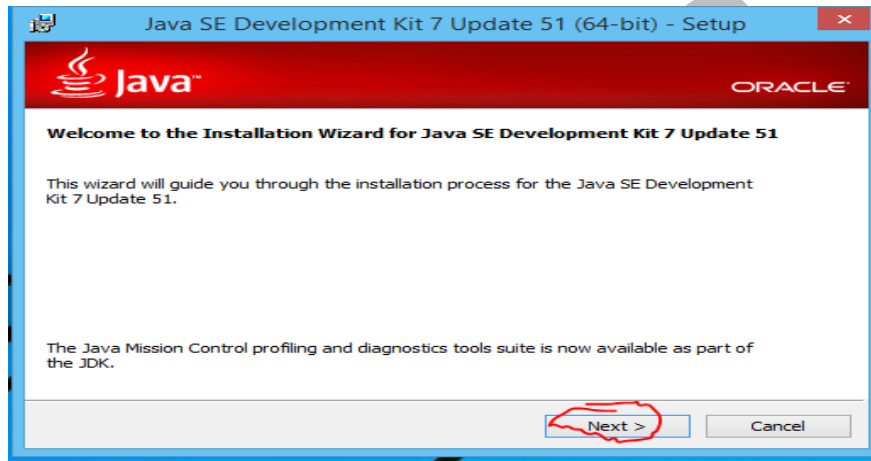 Java SE Development Kit 7 Update 51 (64-bit) - Setup
Java™
ORACLE
Welcome to the Installation Wizard for Java SE Development Kit 7 Update 51
This wizard will guide you through the installation process for the Java SE Development
Kit 7 Update 51.
The Java Mission Control profiling and diagnostics tools suite is now available as part of
the JDK.
Next >
Cancel